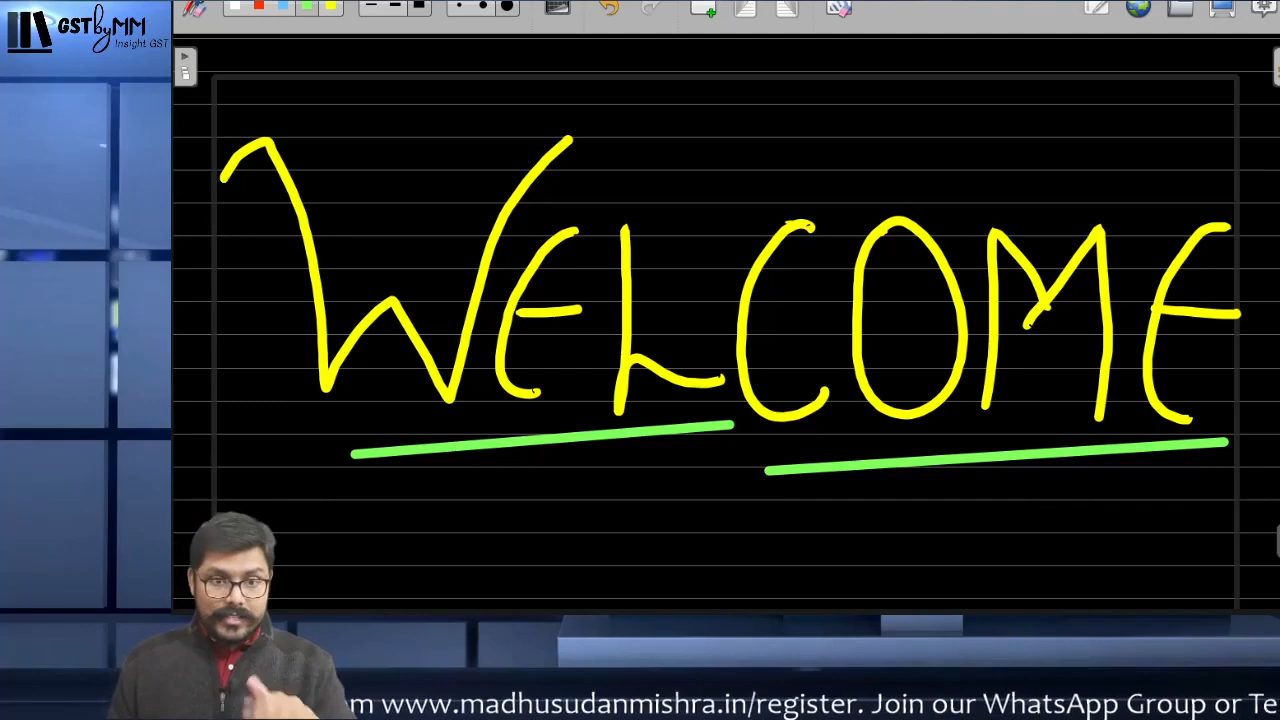 GSTbyMM
Insight GST
WELCOME
m www.madhusudanmishra.in/register. Join our WhatsApp Group or Te